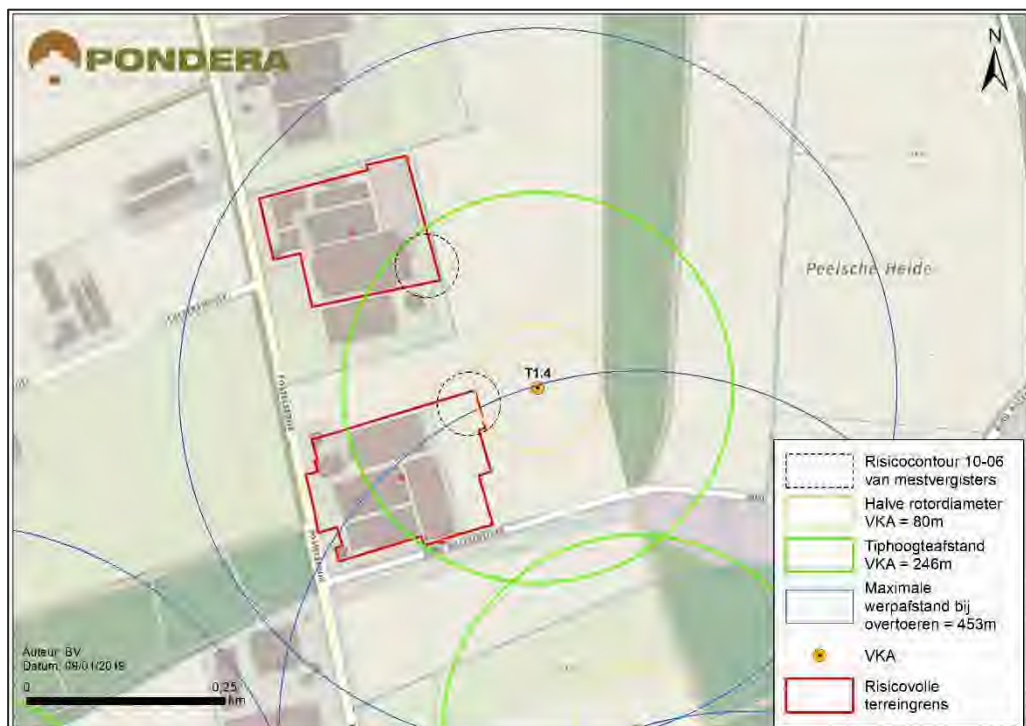 PONDERA
N
Peelsche Heide
T1.4
Risicocontour 10-06
van mestvergisters
Halve rotordiameter
VKA = 80m
Tiphoogteafstand
VKA = 246m
Maximale
werpafstand bij
overtoeren = 453m
VKA
Risicovolle
terreingrens
Auteur: BV
Datum: 09/01/2019
0
0,25
km